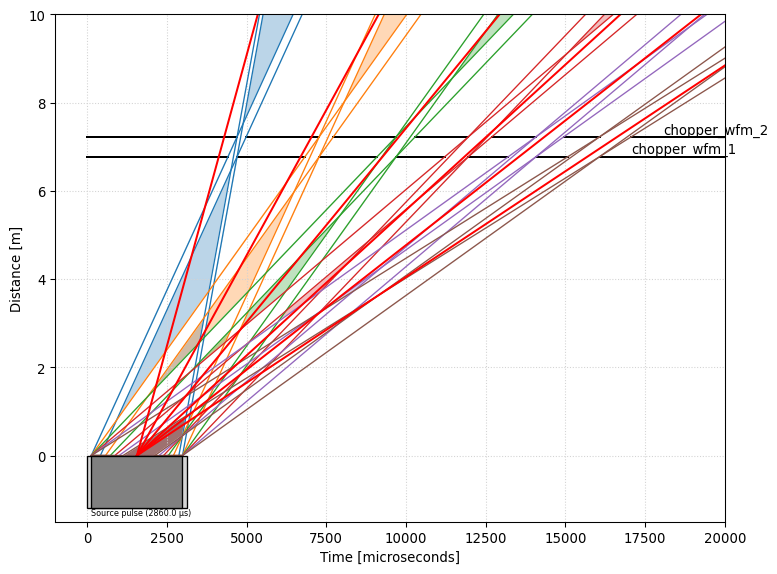 10
8
chopper_wfm_2
chopper_wfm_1
6
4
2
0
Source pulse (2860.0 μs)
0 2500 5000 7500 10000 12500 15000 17500 20000
Time [microseconds]
Distance [m]